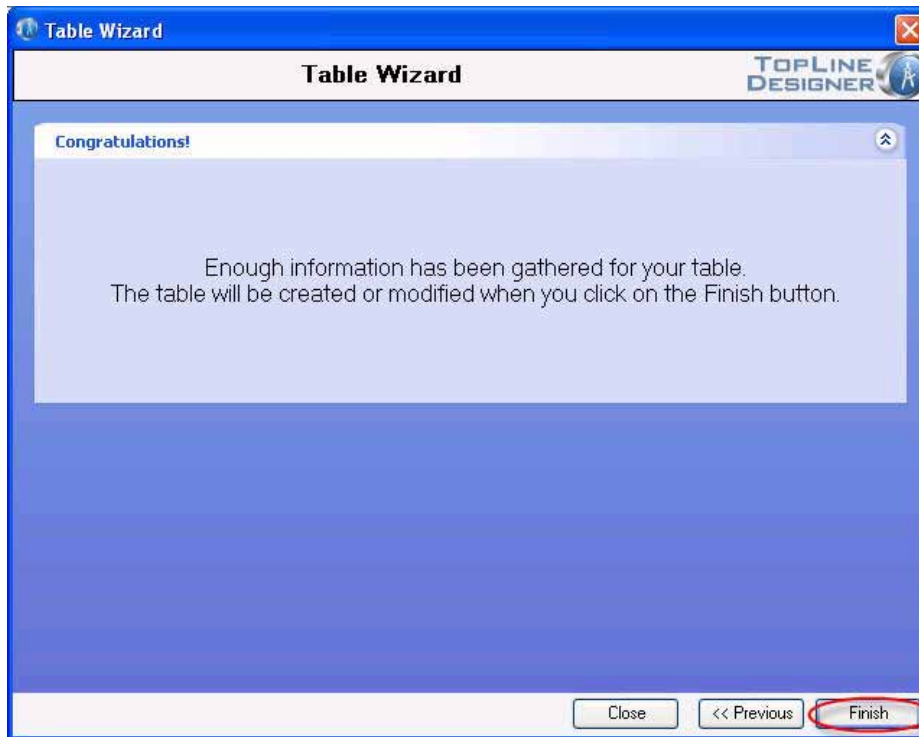 Table Wizard
Table Wizard
TOPLINE
DESIGNER
Congratulations!
Enough information has been gathered for your table.
The table will be created or modified when you click on the Finish button.
Close
<< Previous
Finish